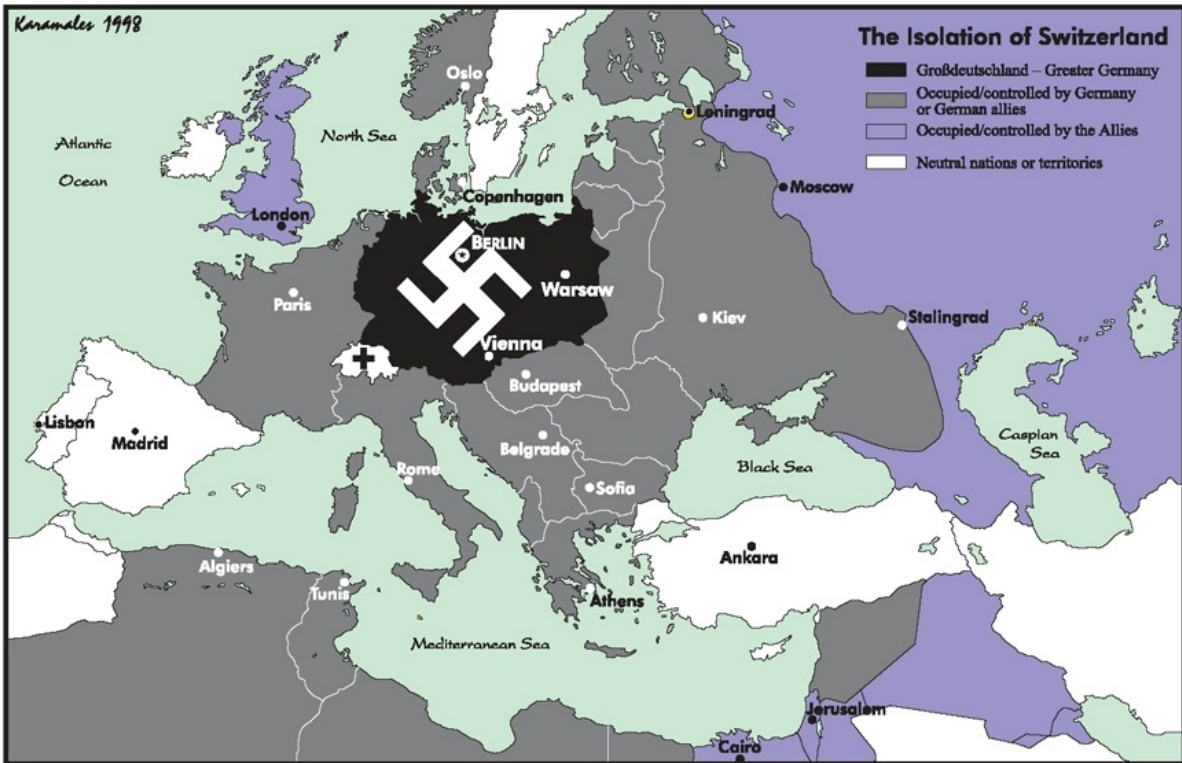 Karamales 1998
The Isolation of Switzerland
Großdeutschland – Greater Germany
Occupied/controlled by Germany
or German allies
Occupied/controlled by the Allies
Neutral nations or territories
Oslo
Leningrad
North Sea
Atlantic
Ocean
Moscow
Copenhagen
London
BERLIN
Warsaw
Paris
Kiev
Stalingrad
Vienna
Budapest
Lisbon
Madrid
Belgrade
Caspian
Sea
Black Sea
Rome
Sofia
Ankara
Algiers
Tunis
Athens
Mediterranean Sea
Jerusalem
Cairo